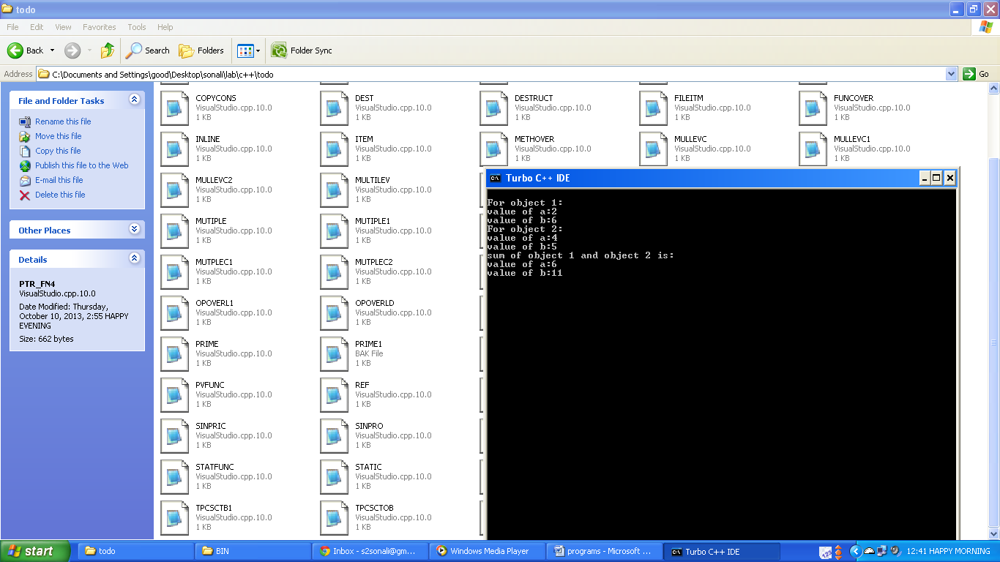 todo
File Edit View Favorites Tools Help
Back Search Folders Folder Sync
Address C:\Documents and Settings\good\Desktop\sonali\lab\c++\todo Go
File and Folder Tasks
Rename this file
Move this file
Copy this file
Publish this file to the Web
E-mail this file
Delete this file
Other Places
Details
PTR_FN4
VisualStudio.cpp.10.0
Date Modified: Thursday,
October 10, 2013, 2:55 HAPPY
EVENING
Size: 662 bytes
COPYCONS
VisualStudio.cpp.10.0
1 KB
DEST
VisualStudio.cpp.10.0
1 KB
DESTRUCT
VisualStudio.cpp.10.0
1 KB
FILEITM
VisualStudio.cpp.10.0
1 KB
FUNCOVER
VisualStudio.cpp.10.0
1 KB
INLINE
VisualStudio.cpp.10.0
1 KB
ITEM
VisualStudio.cpp.10.0
1 KB
METHOVER
VisualStudio.cpp.10.0
1 KB
MULLEVC
VisualStudio.cpp.10.0
1 KB
MULLEVC1
VisualStudio.cpp.10.0
1 KB
MULLEVC2
VisualStudio.cpp.10.0
1 KB
MULTILEV
VisualStudio.cpp.10.0
1 KB
MUTIPLE
VisualStudio.cpp.10.0
1 KB
MUTIPLE1
VisualStudio.cpp.10.0
1 KB
MUTPLEC1
VisualStudio.cpp.10.0
1 KB
MUTPLEC2
VisualStudio.cpp.10.0
1 KB
OPOVERL1
VisualStudio.cpp.10.0
1 KB
OPOVERLD
VisualStudio.cpp.10.0
1 KB
PRIME
VisualStudio.cpp.10.0
1 KB
PRIME1
BAK File
1 KB
PVFUNC
VisualStudio.cpp.10.0
1 KB
REF
VisualStudio.cpp.10.0
1 KB
SINPRIC
VisualStudio.cpp.10.0
1 KB
SINPRO
VisualStudio.cpp.10.0
1 KB
STATFUNC
VisualStudio.cpp.10.0
1 KB
STATIC
VisualStudio.cpp.10.0
1 KB
TPCSCTB1
VisualStudio.cpp.10.0
1 KB
TPCSCTOB
VisualStudio.cpp.10.0
1 KB
Turbo C++ IDE
For object 1:
value of a:2
value of b:6
For object 2:
value of a:4
value of b:5
sum of object 1 and object 2 is:
value of a:6
value of b:11
start todo BIN Inbox - s2sonali@gm... Windows Media Player programs - Microsoft ... Turbo C++ IDE 12:41 HAPPY MORNING